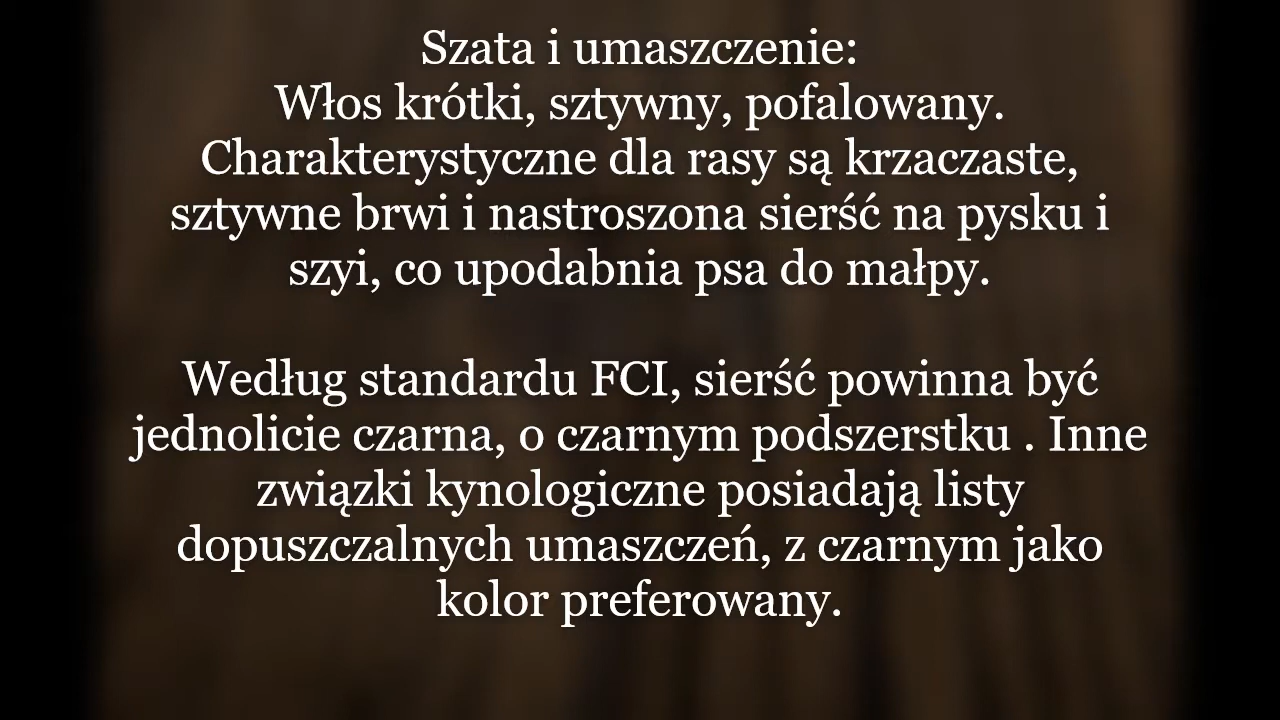 Szata i umaszczenie:
Włos krótki, sztywny, pofalowany.
Charakterystyczne dla rasy są krzaczaste,
sztywne brwi i nastroszona sierść na pysku i
szyi, co upodabnia psa do małpy.
Według standardu FCI, sierść powinna być
jednolicie czarna, o czarnym podszerstku . Inne
związki kynologiczne posiadają listy
dopuszczalnych umaszczeń, z czarnym jako
kolor preferowany.